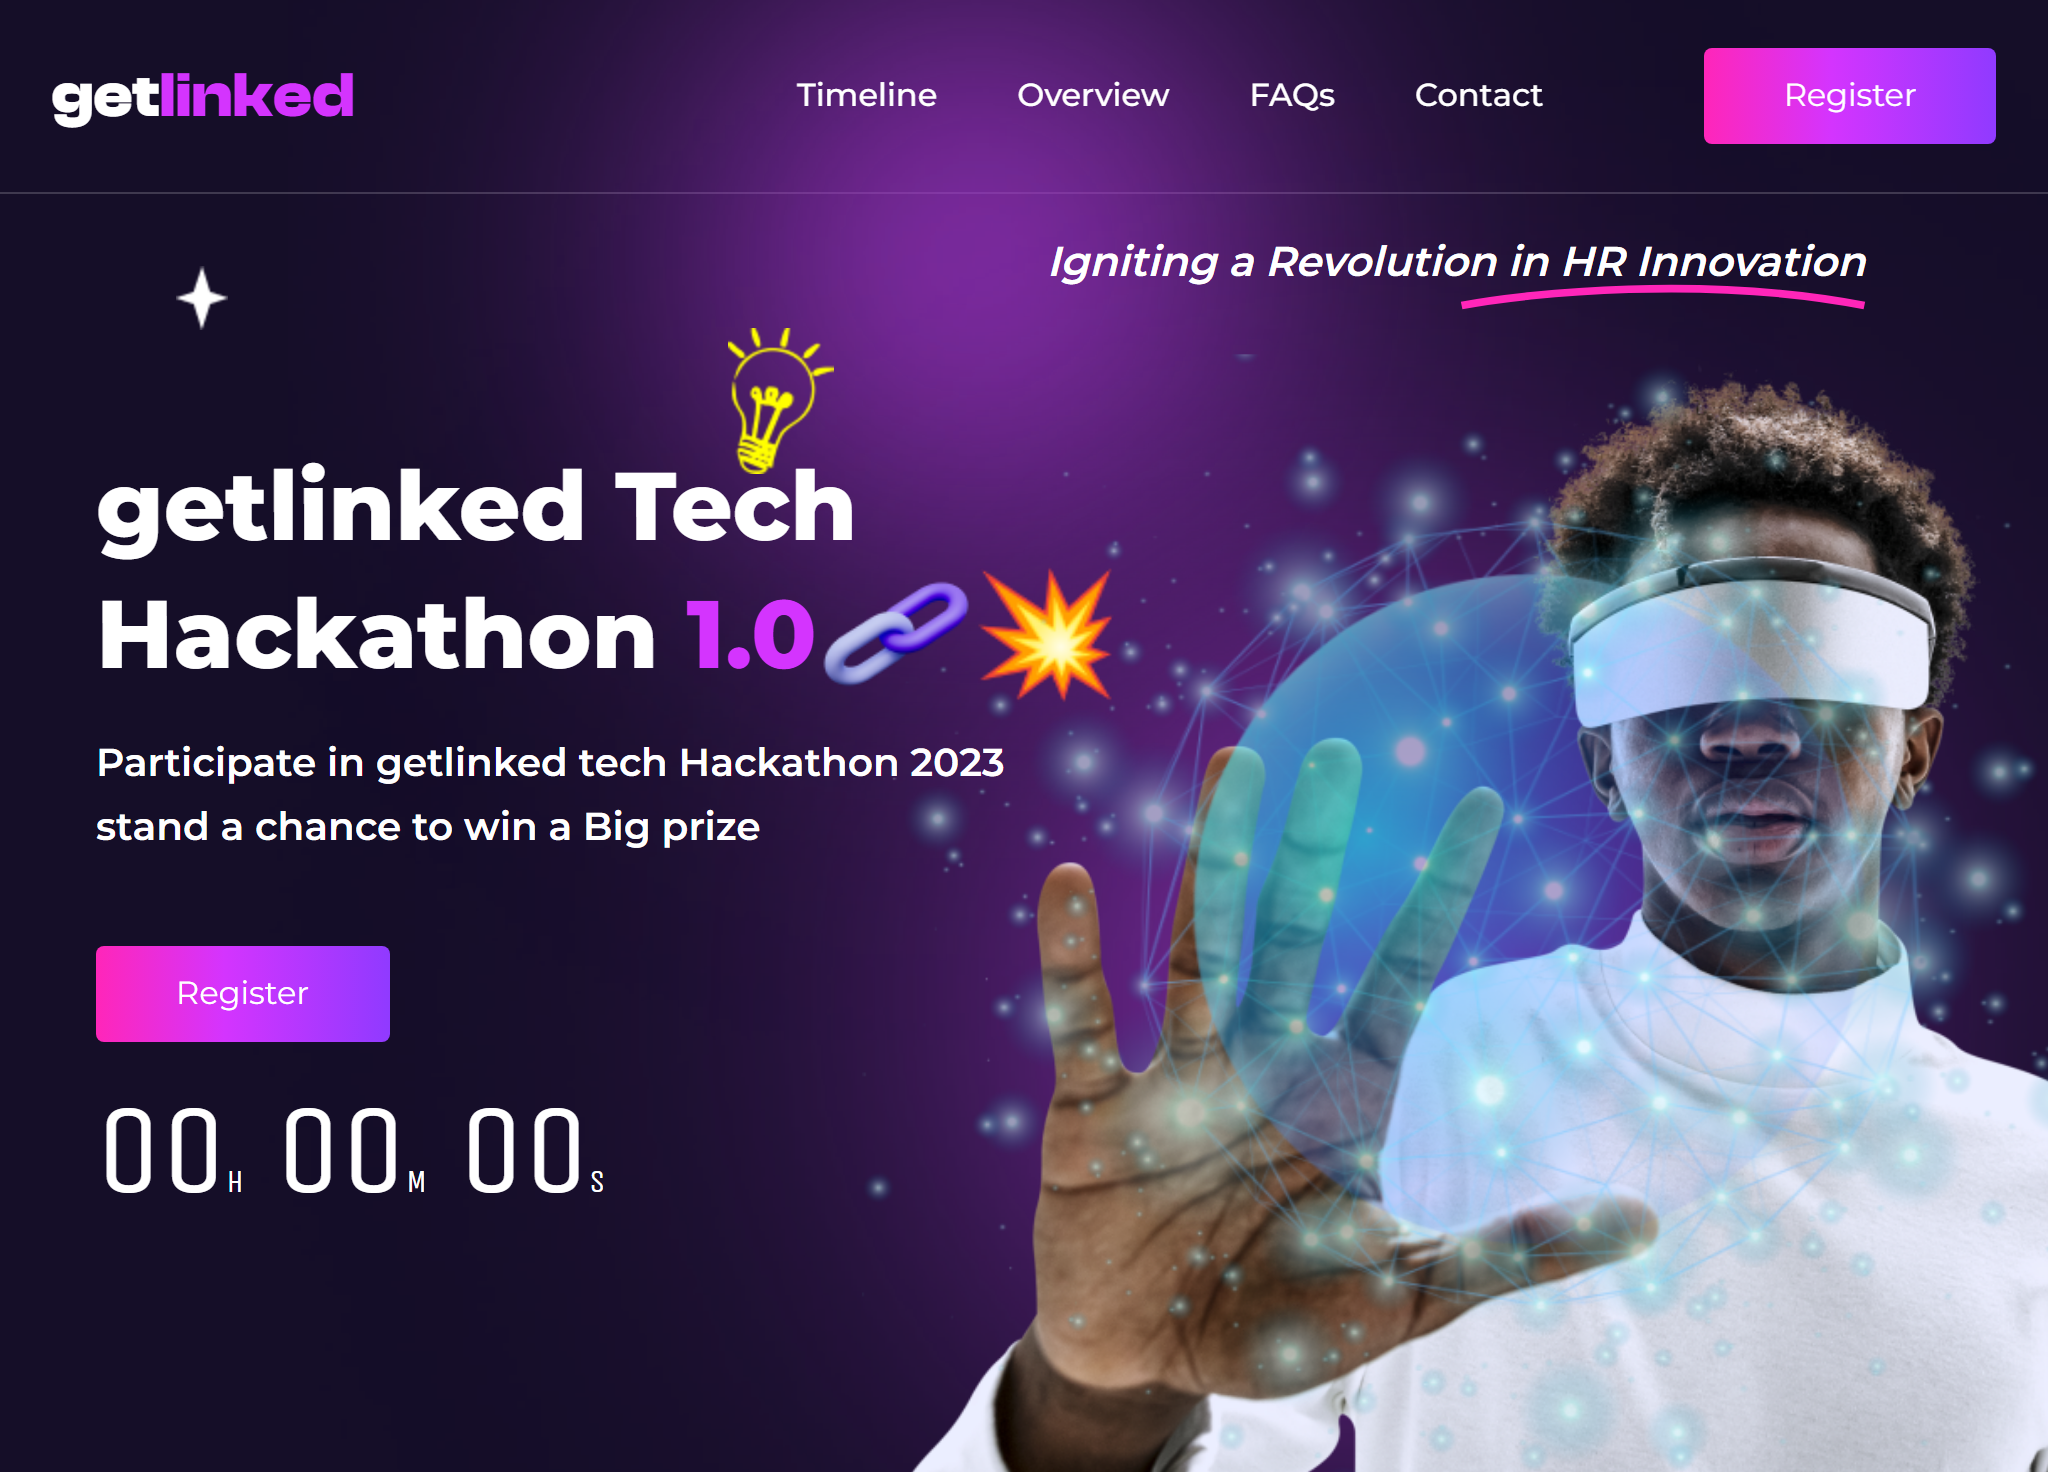 getlinked
Timeline Overview FAQs Contact Register
Igniting a Revolution in HR Innovation
getlinked Tech
Hackathon 1.0
Participate in getlinked tech Hackathon 2023
stand a chance to win a Big prize
Register
00H 00M 00S